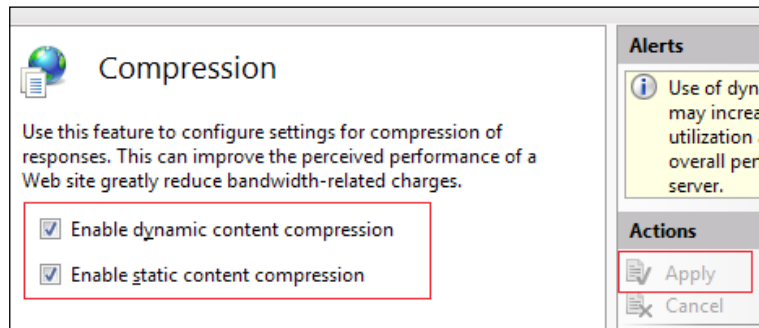 Compression
Use this feature to configure settings for compression of
responses. This can improve the perceived performance of a
Web site greatly reduce bandwidth-related charges.
Enable dynamic content compression
Enable static content compression
Alerts
Use of dyn
may increa
utilization
overall per
server.
Actions
Apply
Cancel